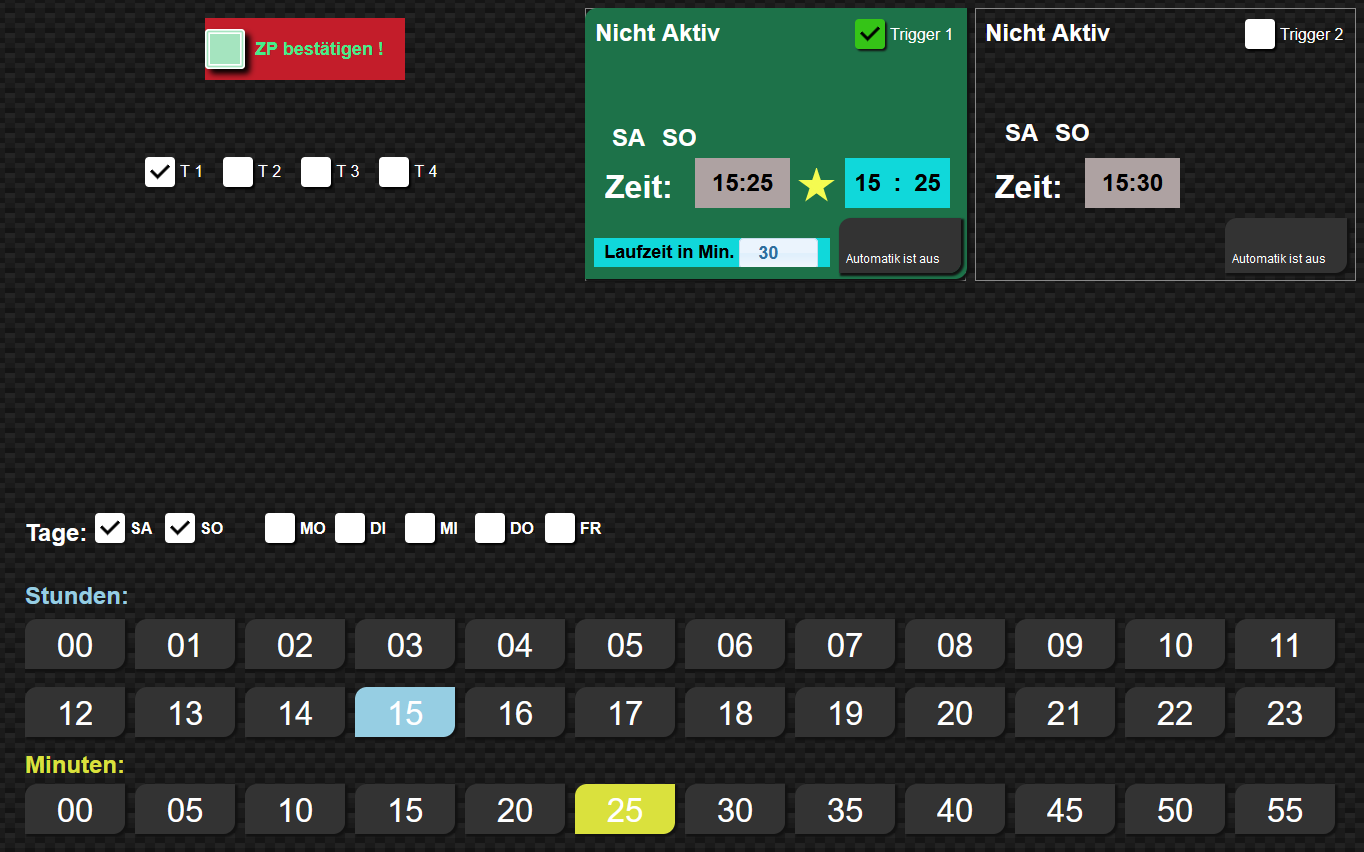 ZP bestätigen !
T 1 T 2 T 3 T 4
Nicht Aktiv Trigger 1
SA SO
Zeit: 15:25 15 : 25
Laufzeit in Min. 30
Automatik ist aus
Nicht Aktiv Trigger 2
SA SO
Zeit: 15:30
Automatik ist aus
Tage: SA SO MO DI MI DO FR
Stunden:
00 01 02 03 04 05 06 07 08 09 10 11
12 13 14 15 16 17 18 19 20 21 22 23
Minuten:
00 05 10 15 20 25 30 35 40 45 50 55